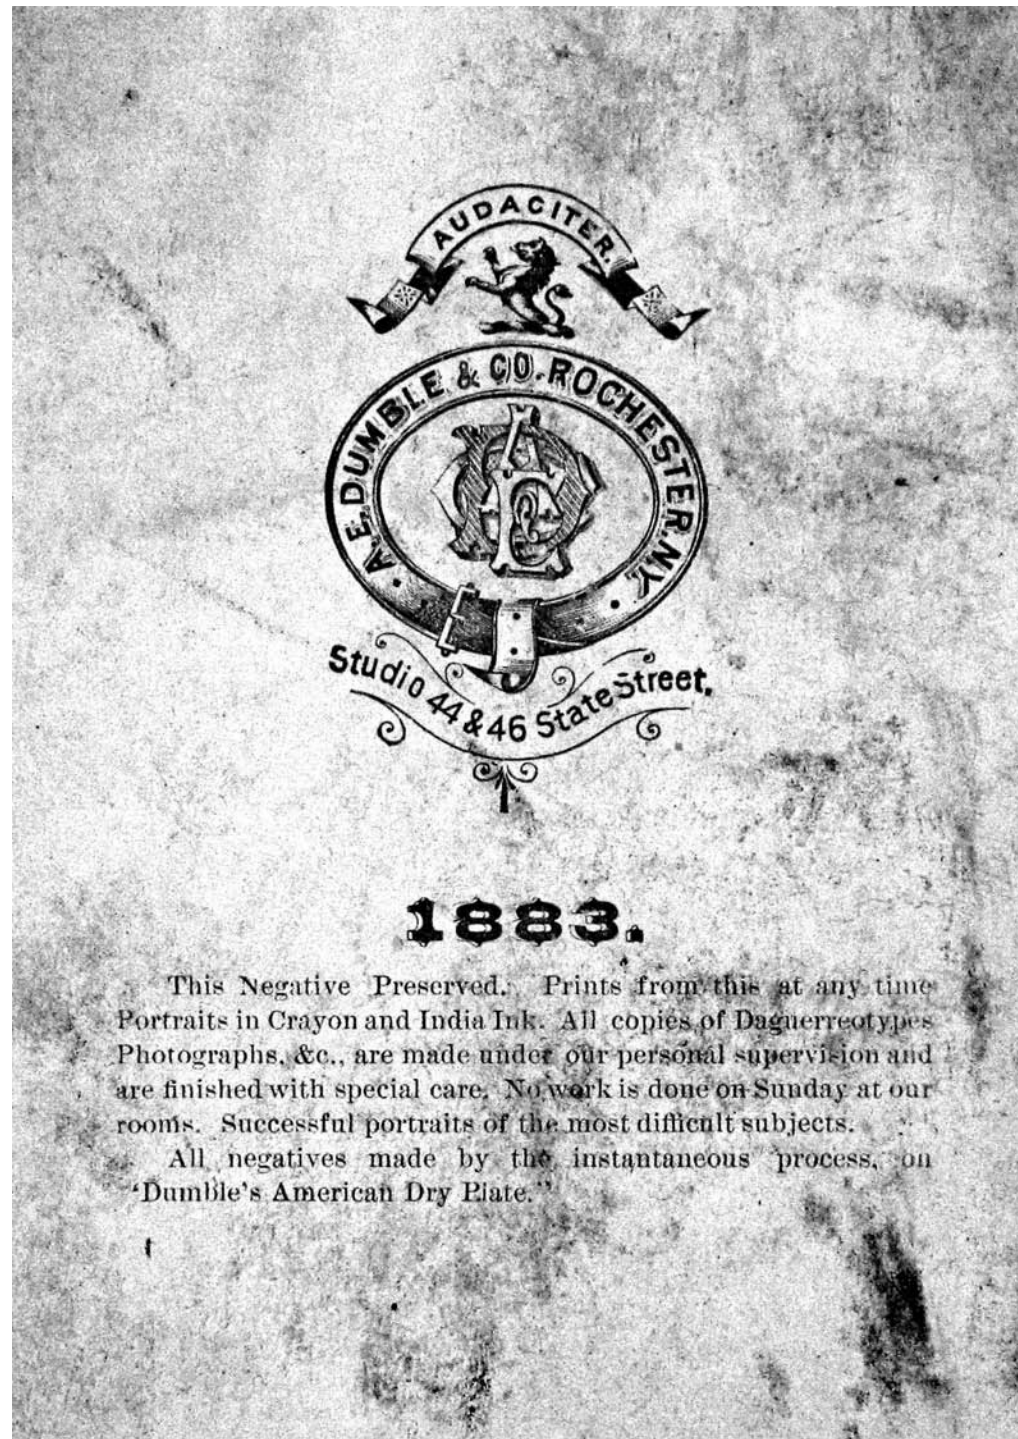 AUDACITER.
A. E. DUMBLE & CO. ROCHESTER. N.Y.
Studio 44 & 46 State Street.
1883.
This Negative Preserved. Prints from this at any time
Portraits in Crayon and India Ink. All copies of Daguerreotypes
Photographs, &c., are made under our personal supervision and
are finished with special care. No work is done on Sunday at our
rooms. Successful portraits of the most difficult subjects.
All negatives made by the instantaneous process, on
'Dumble's American Dry Plate."